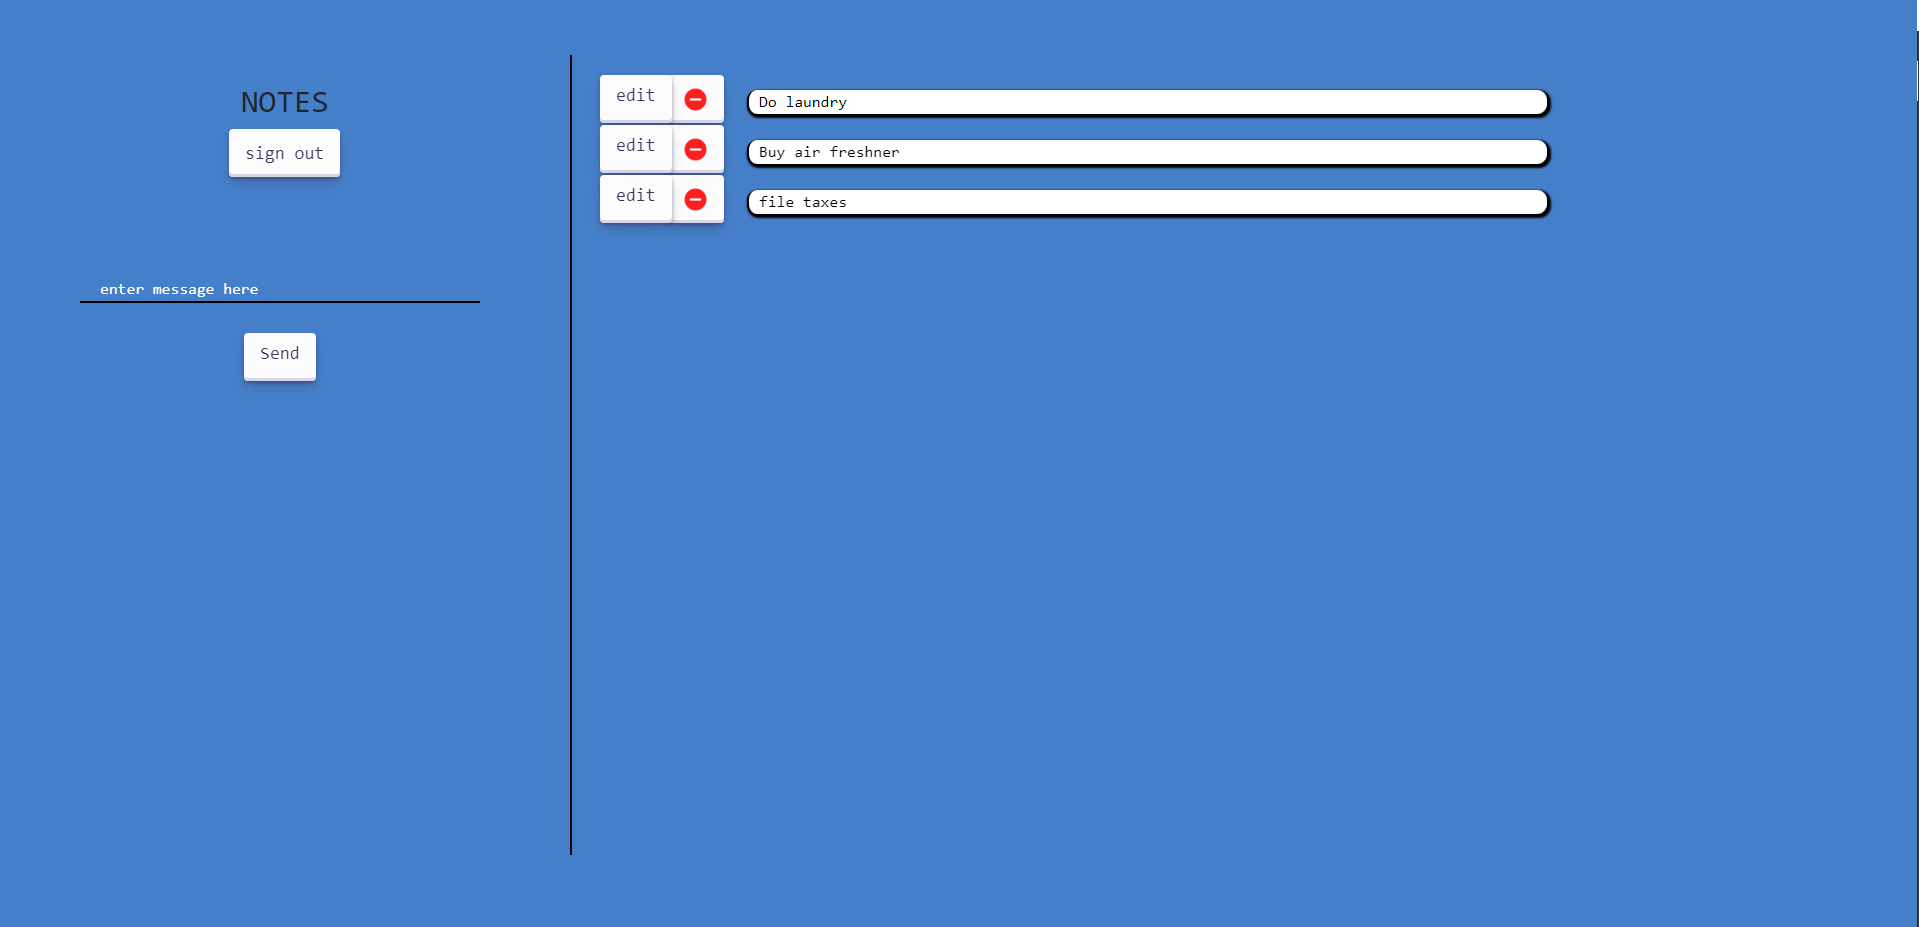 NOTES
sign out
enter message here
Send
edit
Do laundry
edit
Buy air freshner
edit
file taxes